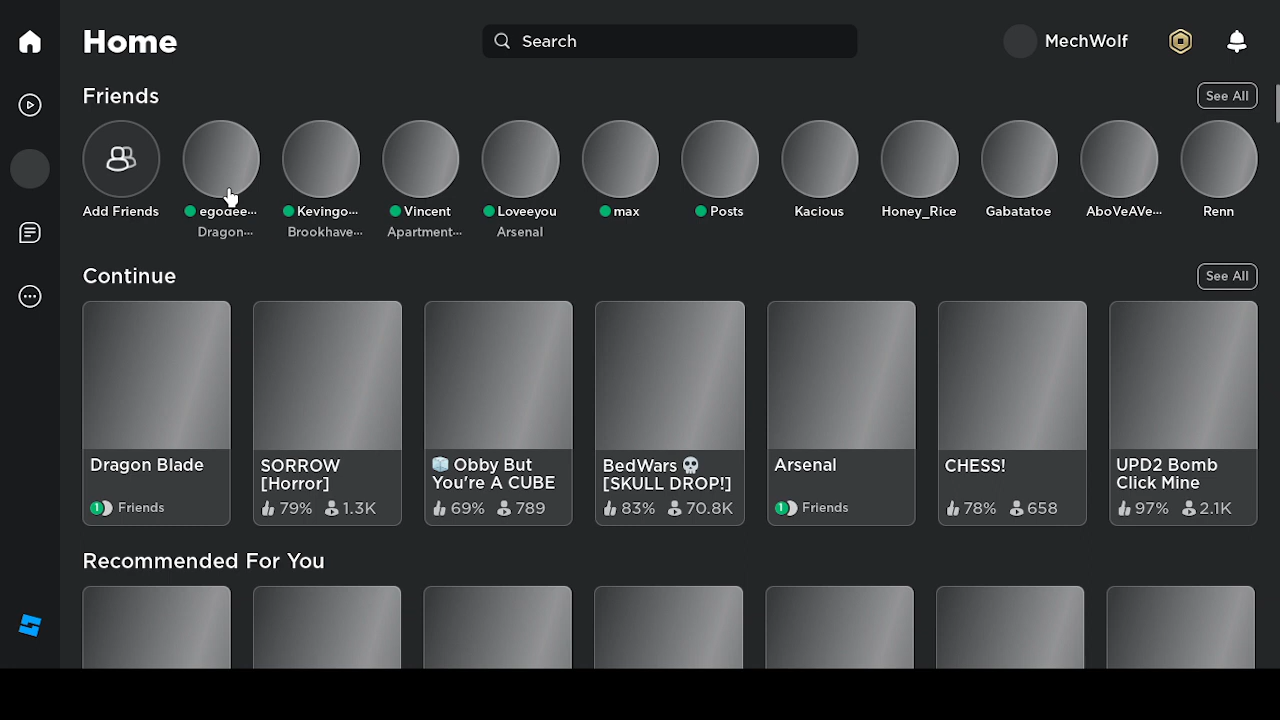 Home
Search
MechWolf
Friends
See All
Add Friends
Kevingo...
Vincent
Loveeyou
max
Posts
Kacious
Honey_Rice
Gabatatoe
AboVeAVe...
Renn
Dragon...
Brookhave...
Apartment...
Arsenal
Continue
See All
Dragon Blade
1 Friends
SORROW
[Horror]
79% 1.3K
🧊 Obby But
You're A CUBE
69% 789
BedWars 💀
[SKULL DROP!]
83% 70.8K
Arsenal
1 Friends
CHESS!
78% 658
UPD2 Bomb
Click Mine
97% 2.1K
Recommended For You